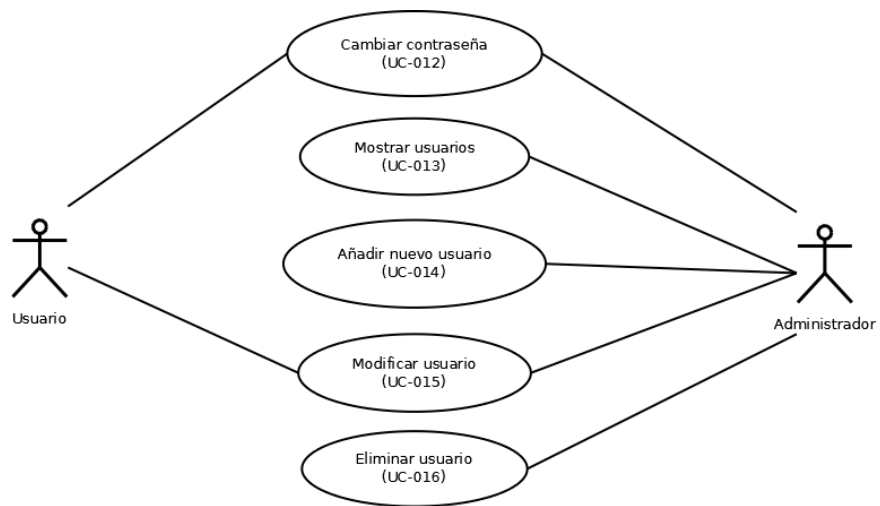 Cambiar contraseña
(UC-012)
Mostrar usuarios
(UC-013)
Añadir nuevo usuario
(UC-014)
Usuario
Administrador
Modificar usuario
(UC-015)
Eliminar usuario
(UC-016)